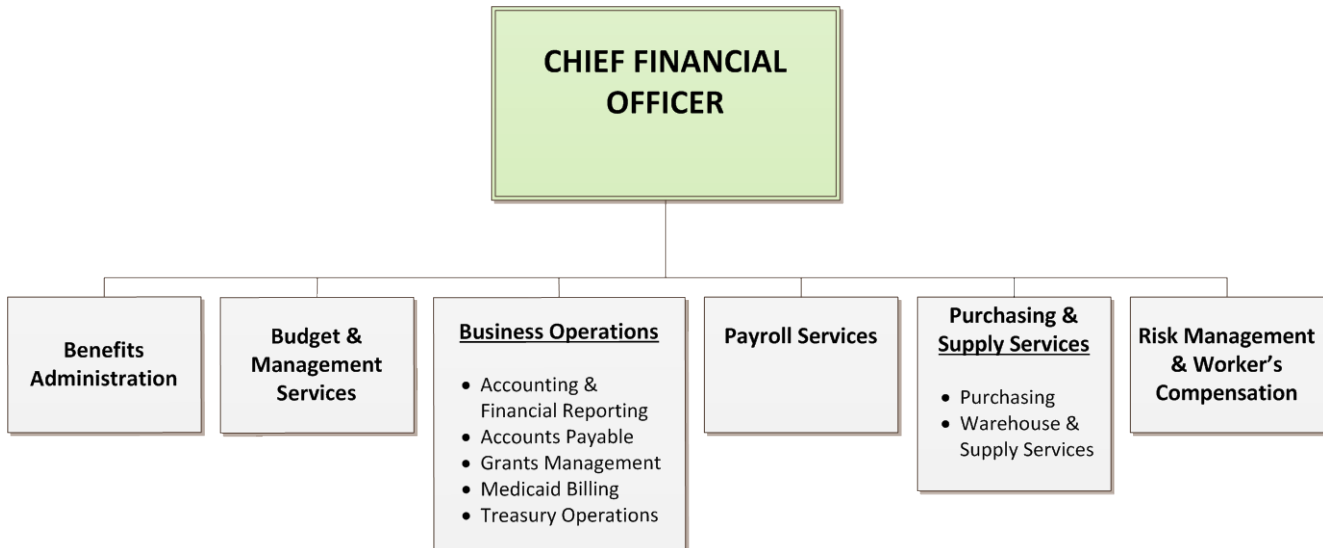 CHIEF FINANCIAL
OFFICER
Benefits
Administration
Budget &
Management
Services
Business Operations
• Accounting &
Financial Reporting
• Accounts Payable
• Grants Management
• Medicaid Billing
• Treasury Operations
Payroll Services
Purchasing &
Supply Services
• Purchasing
• Warehouse &
Supply Services
Risk Management
& Worker's
Compensation